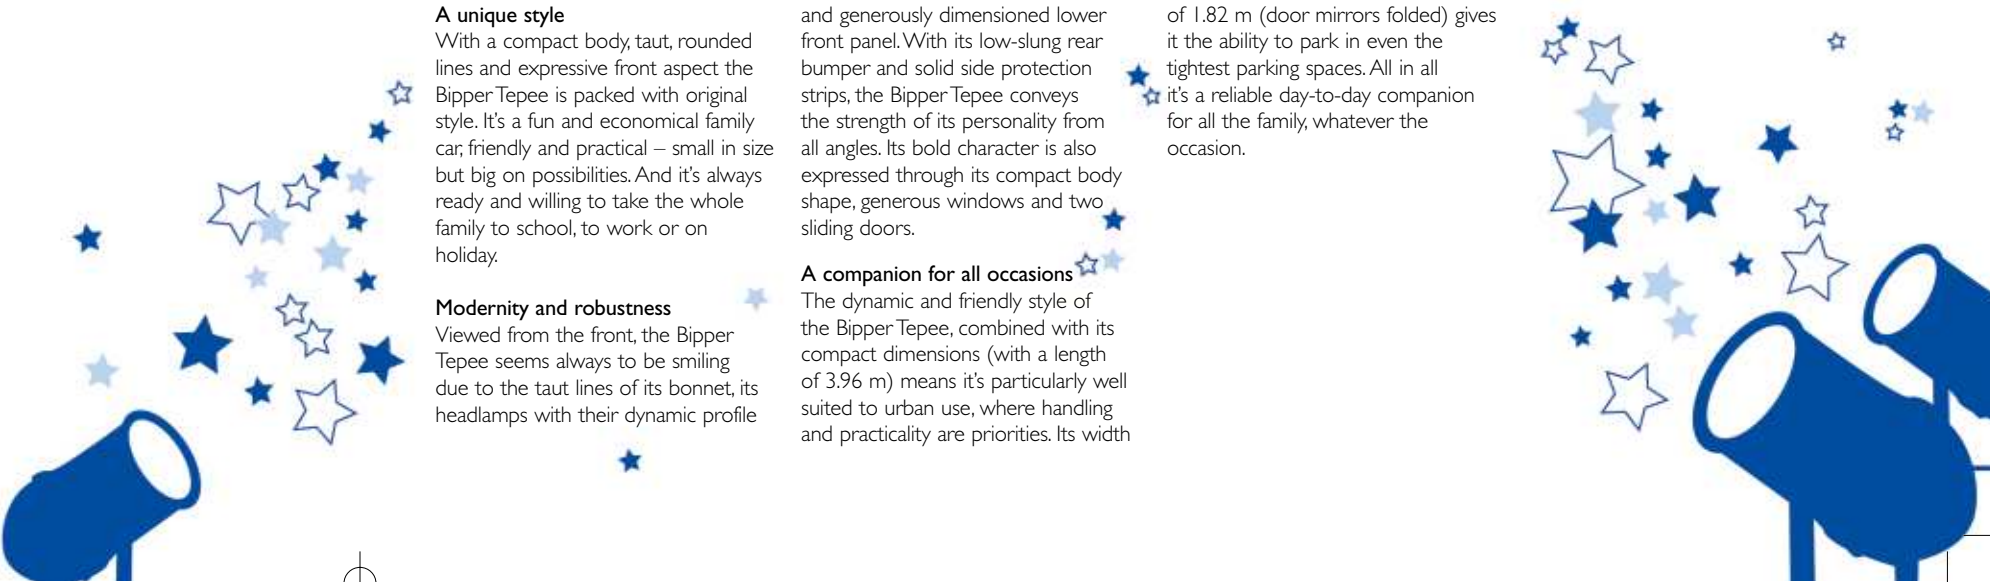 A unique style
With a compact body, taut, rounded
lines and expressive front aspect the
Bipper Tepee is packed with original
style. It's a fun and economical family
car, friendly and practical – small in size
but big on possibilities. And it's always
ready and willing to take the whole
family to school, to work or on
holiday.
Modernity and robustness
Viewed from the front, the Bipper
Tepee seems always to be smiling
due to the taut lines of its bonnet, its
headlamps with their dynamic profile
and generously dimensioned lower
front panel. With its low-slung rear
bumper and solid side protection
strips, the Bipper Tepee conveys
the strength of its personality from
all angles. Its bold character is also
expressed through its compact body
shape, generous windows and two
sliding doors.
A companion for all occasions
The dynamic and friendly style of
the Bipper Tepee, combined with its
compact dimensions (with a length
of 3.96 m) means it's particularly well
suited to urban use, where handling
and practicality are priorities. Its width
of 1.82 m (door mirrors folded) gives
it the ability to park in even the
tightest parking spaces. All in all
it's a reliable day-to-day companion
for all the family, whatever the
occasion.